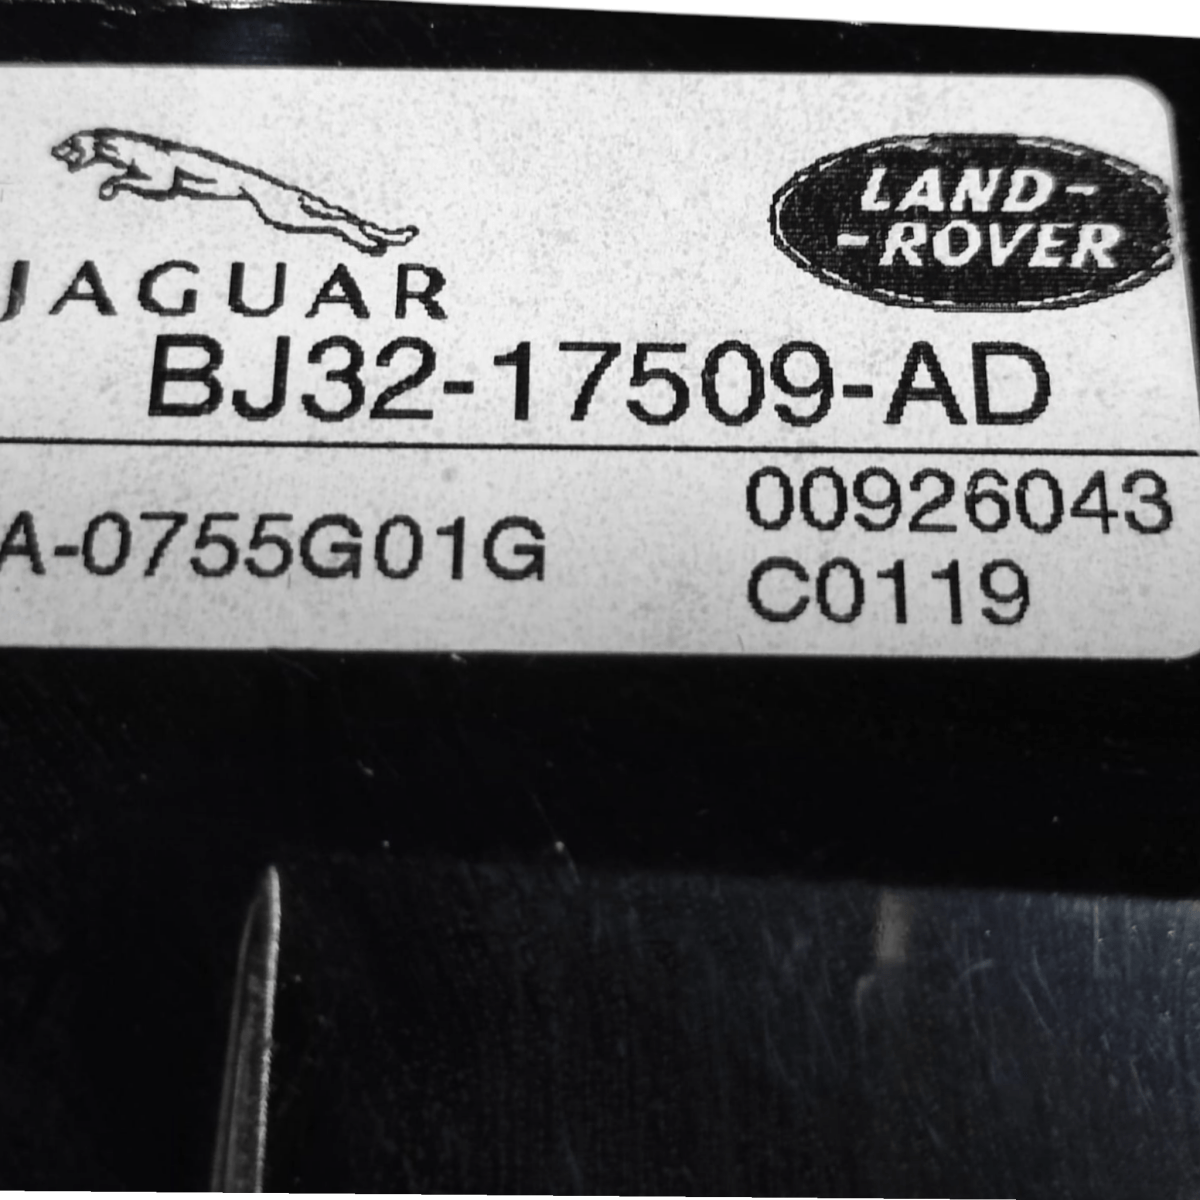 JAGUAR
LAND-
-ROVER
BJ32-17509-AD
A-0755G01G
00926043
C0119